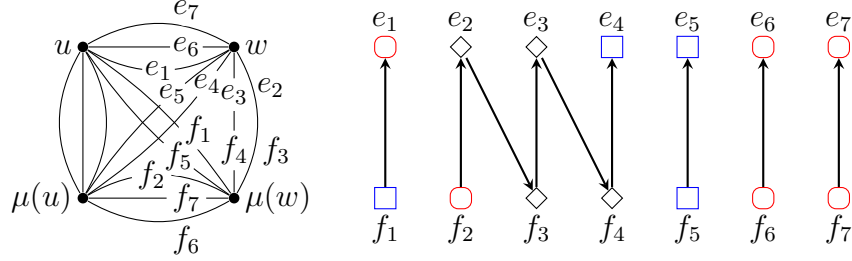 e₇
u e₆ w
e₁
e₅ e₄ e₃ e₂
f₁
f₂ f₅ f₄ f₃
μ(u) f₇ μ(w)
f₆
e₁ e₂ e₃ e₄ e₅ e₆ e₇
f₁ f₂ f₃ f₄ f₅ f₆ f₇